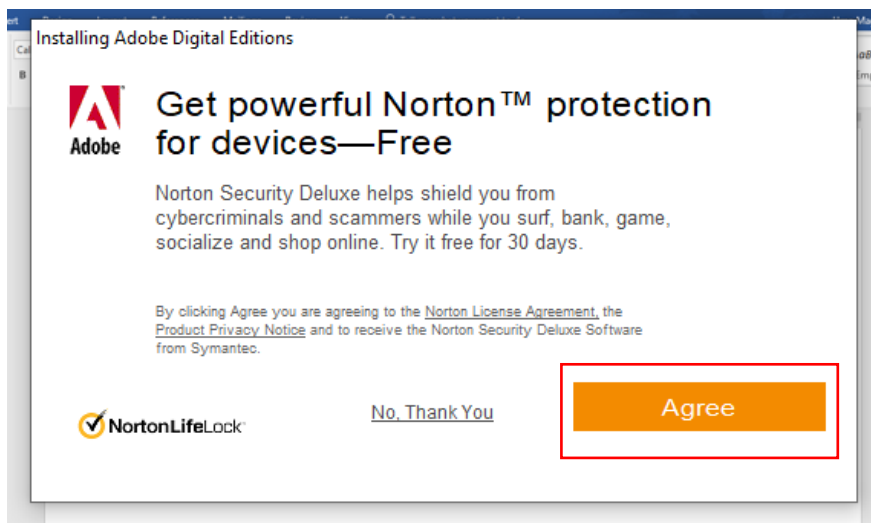 Installing Adobe Digital Editions
Adobe
Get powerful Norton™ protection
for devices—Free
Norton Security Deluxe helps shield you from
cybercriminals and scammers while you surf, bank, game,
socialize and shop online. Try it free for 30 days.
By clicking Agree you are agreeing to the Norton License Agreement, the
Product Privacy Notice and to receive the Norton Security Deluxe Software
from Symantec.
NortonLifeLock
No, Thank You
Agree